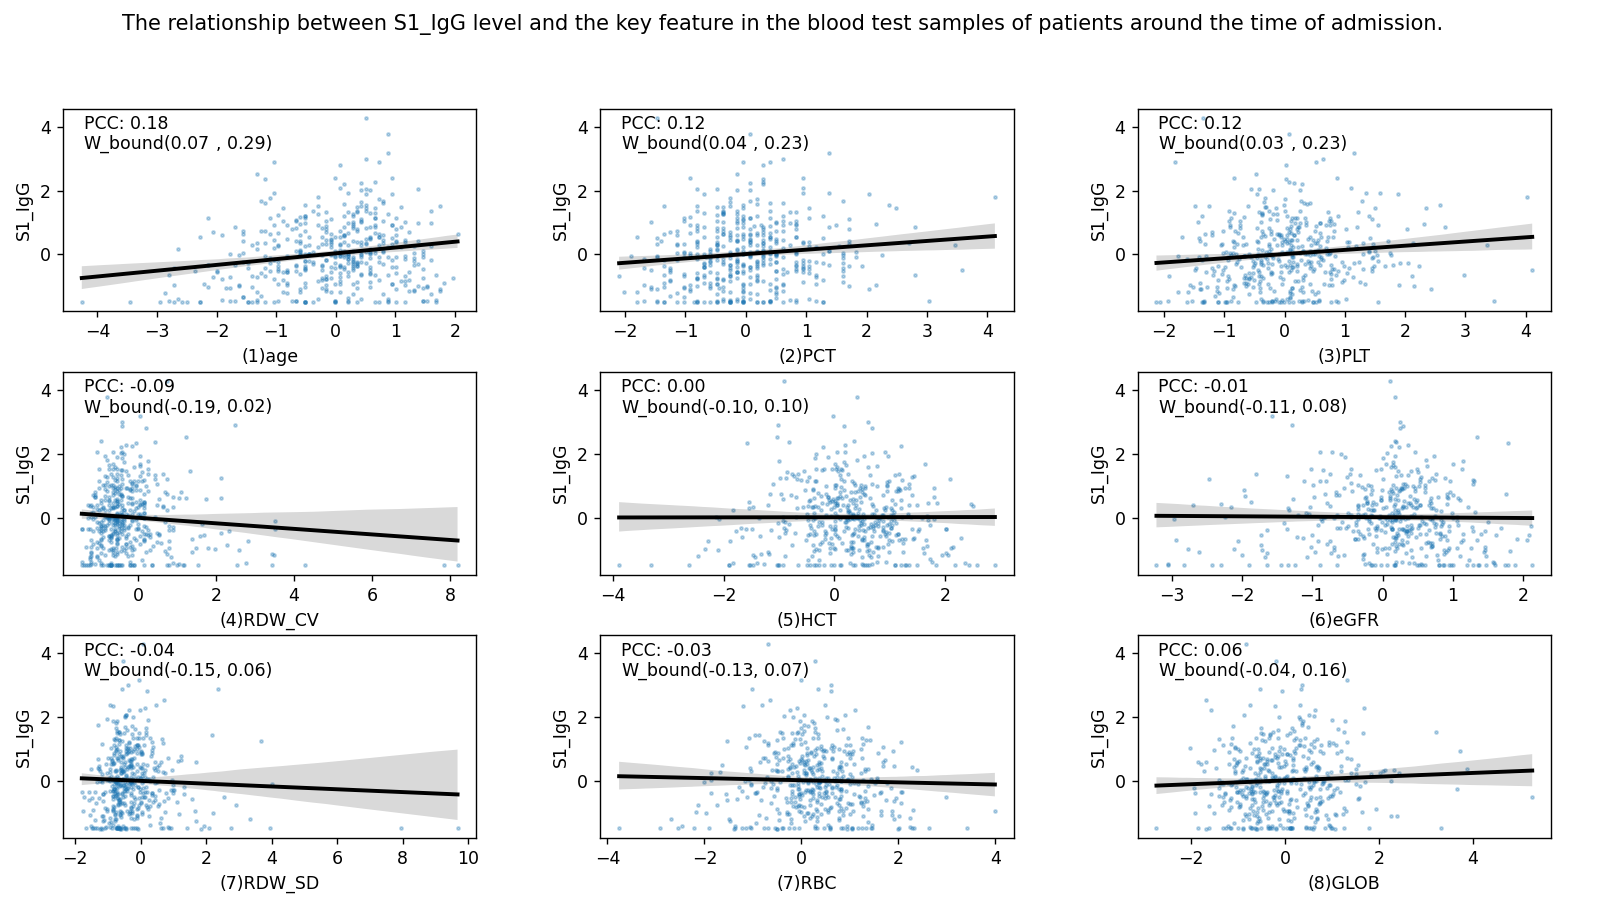 The relationship between S1_IgG level and the key feature in the blood test samples of patients around the time of admission.
PCC: 0.18
W_bound(0.07 , 0.29)
S1_IgG
4
2
0
−4 −3 −2 −1 0 1 2
(1)age
PCC: 0.12
W_bound(0.04 , 0.23)
S1_IgG
4
2
0
−2 −1 0 1 2 3 4
(2)PCT
PCC: 0.12
W_bound(0.03 , 0.23)
S1_IgG
4
2
0
−2 −1 0 1 2 3 4
(3)PLT
PCC: -0.09
W_bound(-0.19, 0.02)
S1_IgG
4
2
0
0 2 4 6 8
(4)RDW_CV
PCC: 0.00
W_bound(-0.10, 0.10)
S1_IgG
4
2
0
−4 −2 0 2
(5)HCT
PCC: -0.01
W_bound(-0.11, 0.08)
S1_IgG
4
2
0
−3 −2 −1 0 1 2
(6)eGFR
PCC: -0.04
W_bound(-0.15, 0.06)
S1_IgG
4
2
0
−2 0 2 4 6 8 10
(7)RDW_SD
PCC: -0.03
W_bound(-0.13, 0.07)
S1_IgG
4
2
0
−4 −2 0 2 4
(7)RBC
PCC: 0.06
W_bound(-0.04, 0.16)
S1_IgG
4
2
0
−2 0 2 4
(8)GLOB